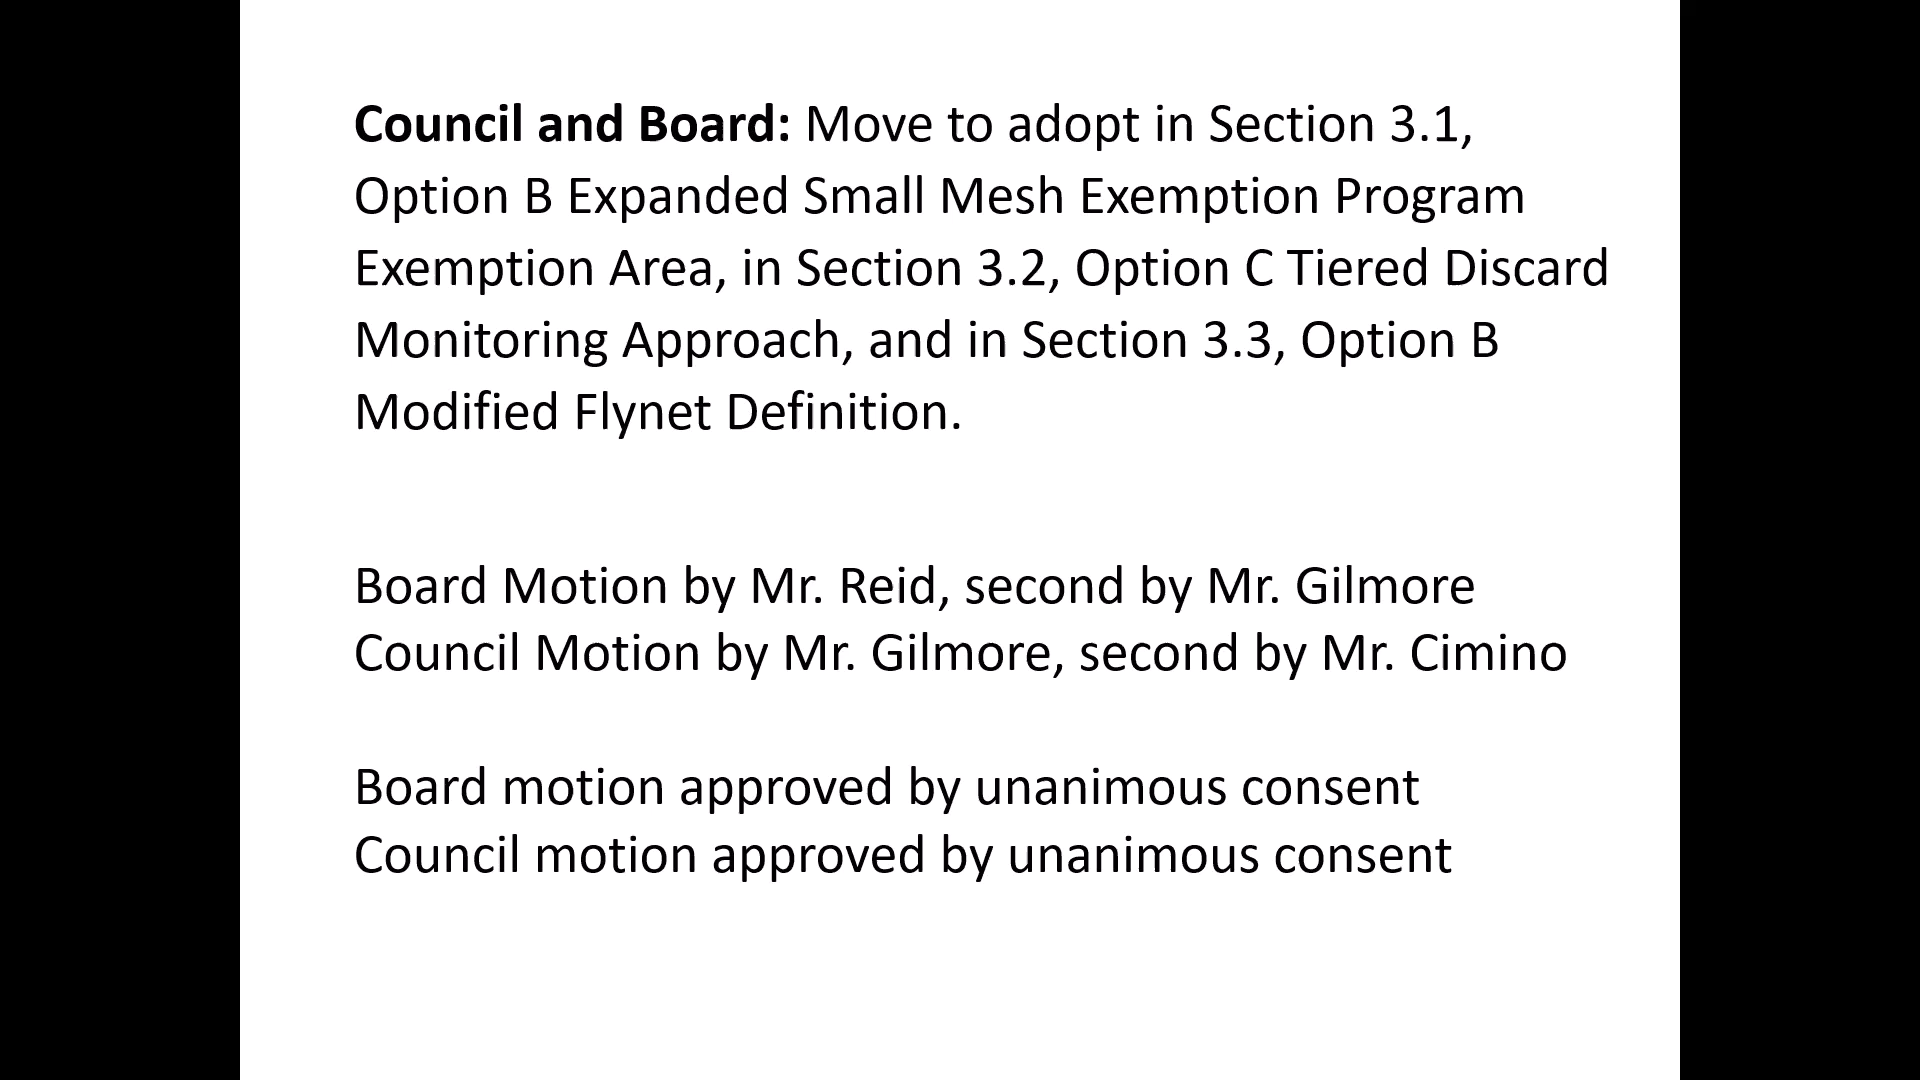 Council and Board: Move to adopt in Section 3.1,
Option B Expanded Small Mesh Exemption Program
Exemption Area, in Section 3.2, Option C Tiered Discard
Monitoring Approach, and in Section 3.3, Option B
Modified Flynet Definition.
Board Motion by Mr. Reid, second by Mr. Gilmore
Council Motion by Mr. Gilmore, second by Mr. Cimino
Board motion approved by unanimous consent
Council motion approved by unanimous consent